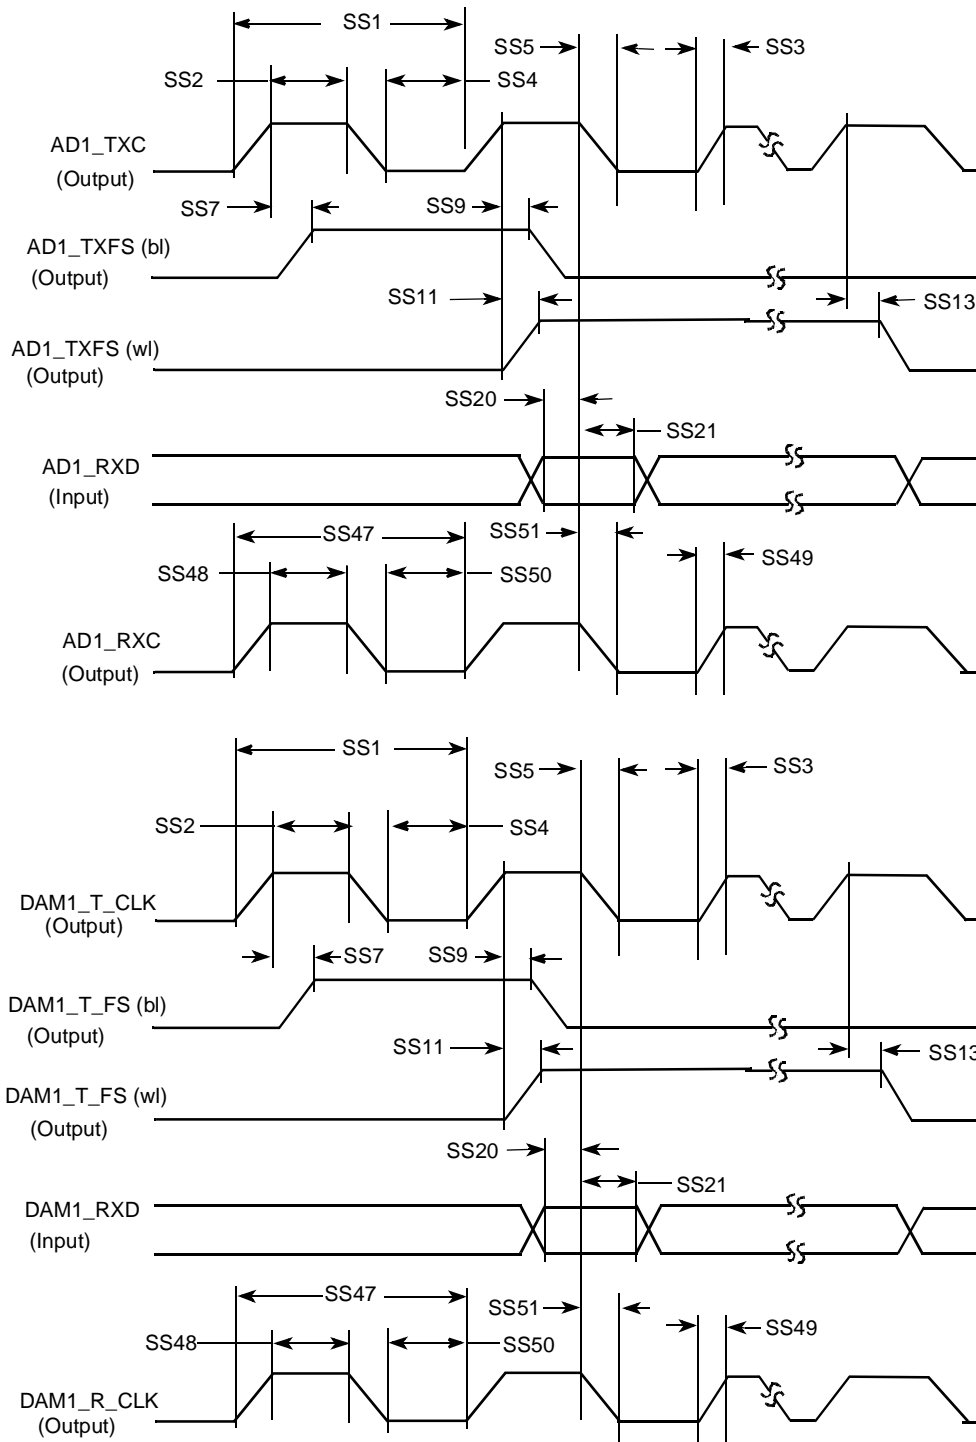 SS1
SS5
SS3
SS2
SS4
AD1_TXC
(Output)
SS7
SS9
AD1_TXFS (bl)
(Output)
SS11
SS13
AD1_TXFS (wl)
(Output)
SS20
SS21
AD1_RXD
(Input)
SS47
SS51
SS49
SS48
SS50
AD1_RXC
(Output)
SS1
SS5
SS3
SS2
SS4
DAM1_T_CLK
(Output)
SS7
SS9
DAM1_T_FS (bl)
(Output)
SS11
SS13
DAM1_T_FS (wl)
(Output)
SS20
SS21
DAM1_RXD
(Input)
SS47
SS51
SS49
SS48
SS50
DAM1_R_CLK
(Output)